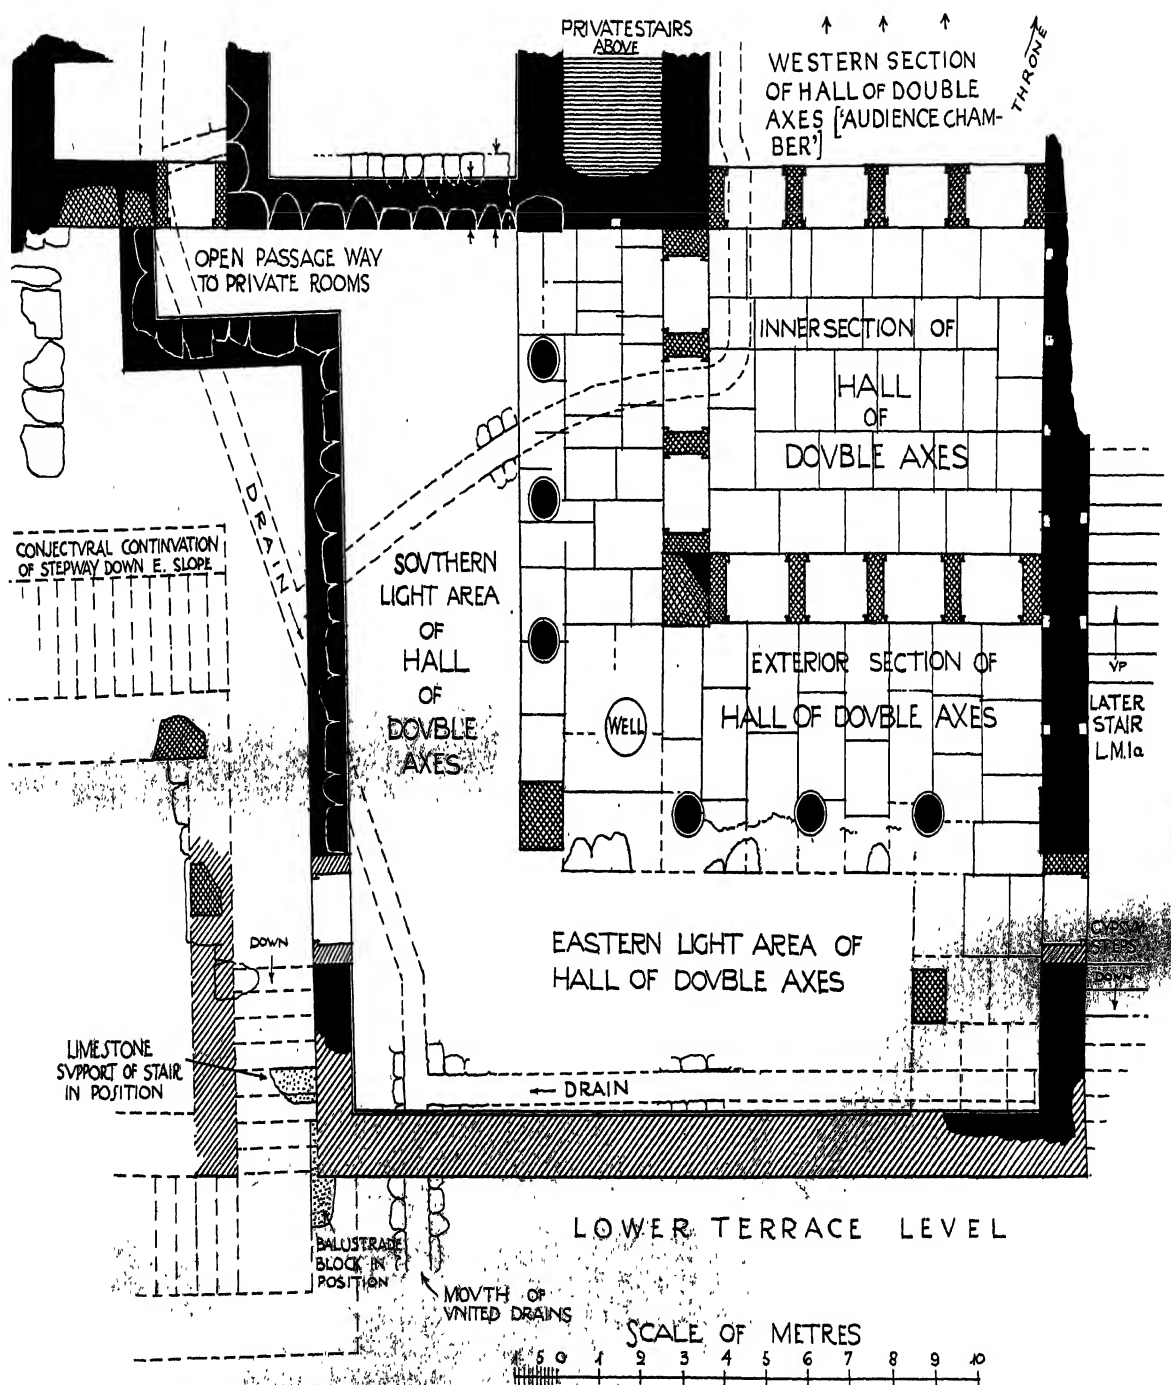 PRIVATE STAIRS
ABOVE
WESTERN SECTION
OF HALL OF DOUBLE
AXES ['AUDIENCE CHAM-
BER']
THRONE
OPEN PASSAGE WAY
TO PRIVATE ROOMS
INNER SECTION OF
HALL
OF
DOVBLE AXES
DRAIN
CONJECTVRAL CONTINVATION
OF STEPWAY DOWN E. SLOPE
SOVTHERN
LIGHT AREA
OF
HALL
OF
DOVBLE
AXES
EXTERIOR SECTION OF
HALL OF DOVBLE AXES
WELL
VP
LATER
STAIR
L.M.Ia
DOWN
EASTERN LIGHT AREA OF
HALL OF DOVBLE AXES
GYPSUM
STEPS
DOWN
LIMESTONE
SVPPORT OF STAIR
IN POSITION
← DRAIN
LOWER TERRACE LEVEL
BALUSTRADE
BLOCK IN
POSITION
MOVTH OF
VNITED DRAINS
SCALE OF METRES
5 0 1 2 3 4 5 6 7 8 9 10